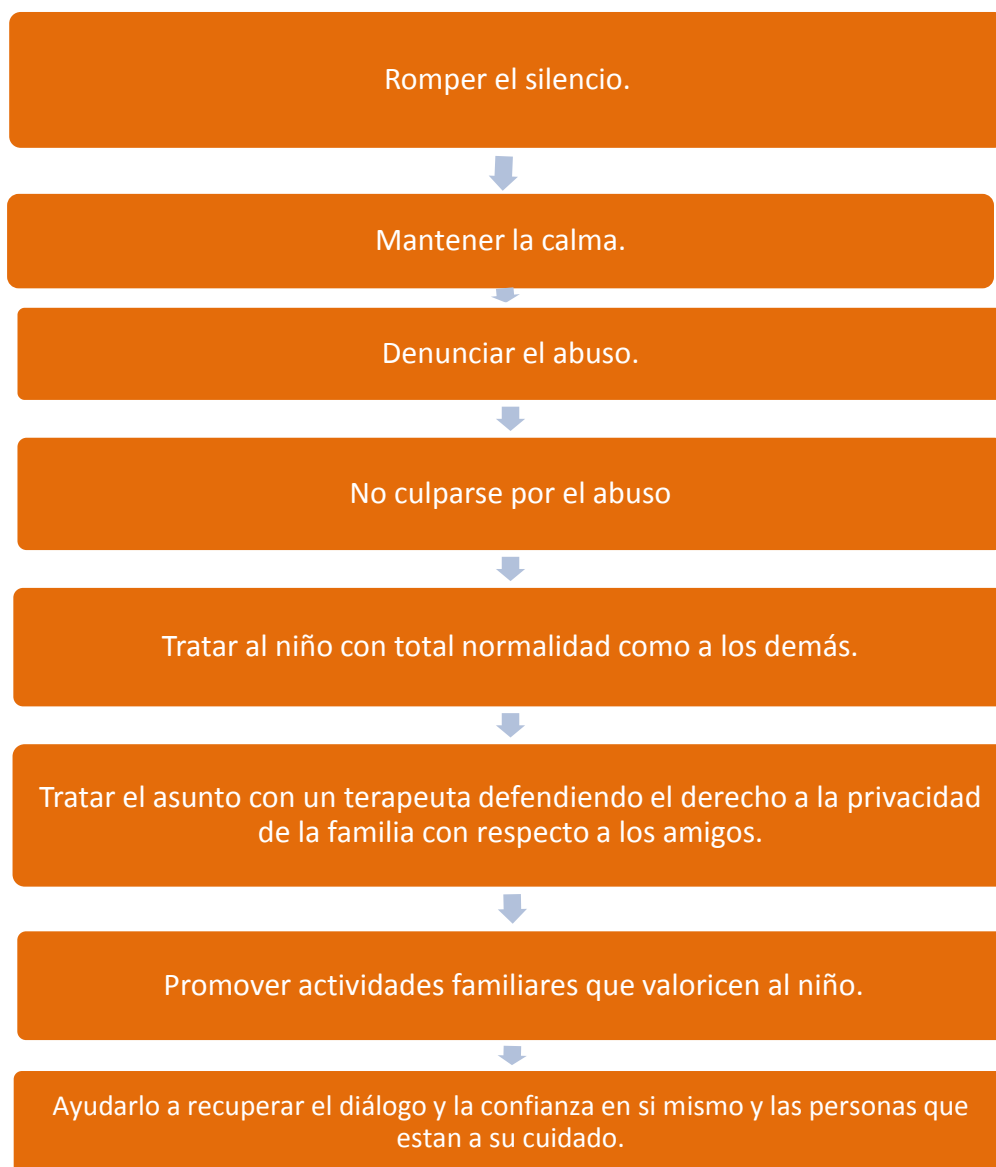 Romper el silencio.
Mantener la calma.
Denunciar el abuso.
No culparse por el abuso
Tratar al niño con total normalidad como a los demás.
Tratar el asunto con un terapeuta defendiendo el derecho a la privacidad
de la familia con respecto a los amigos.
Promover actividades familiares que valoricen al niño.
Ayudarlo a recuperar el diálogo y la confianza en si mismo y las personas que
estan a su cuidado.